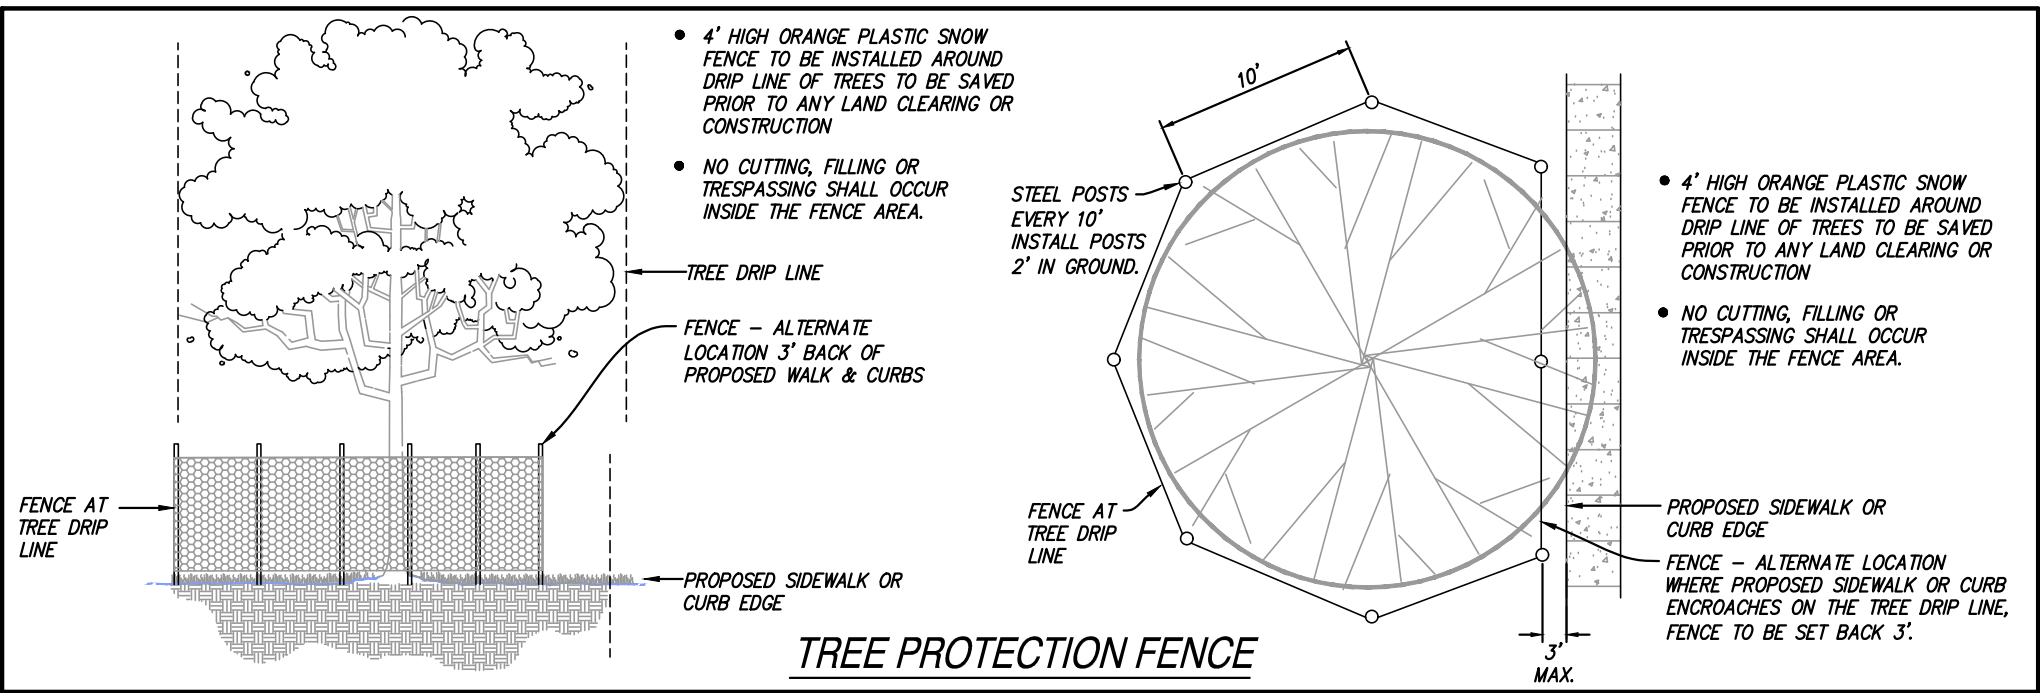 ● 4' HIGH ORANGE PLASTIC SNOW
FENCE TO BE INSTALLED AROUND
DRIP LINE OF TREES TO BE SAVED
PRIOR TO ANY LAND CLEARING OR
CONSTRUCTION
● NO CUTTING, FILLING OR
TRESPASSING SHALL OCCUR
INSIDE THE FENCE AREA.
TREE DRIP LINE
FENCE – ALTERNATE
LOCATION 3' BACK OF
PROPOSED WALK & CURBS
FENCE AT
TREE DRIP
LINE
PROPOSED SIDEWALK OR
CURB EDGE
10'
STEEL POSTS
EVERY 10'
INSTALL POSTS
2' IN GROUND.
FENCE AT
TREE DRIP
LINE
● 4' HIGH ORANGE PLASTIC SNOW
FENCE TO BE INSTALLED AROUND
DRIP LINE OF TREES TO BE SAVED
PRIOR TO ANY LAND CLEARING OR
CONSTRUCTION
● NO CUTTING, FILLING OR
TRESPASSING SHALL OCCUR
INSIDE THE FENCE AREA.
PROPOSED SIDEWALK OR
CURB EDGE
FENCE – ALTERNATE LOCATION
WHERE PROPOSED SIDEWALK OR CURB
ENCROACHES ON THE TREE DRIP LINE,
FENCE TO BE SET BACK 3'.
3'
MAX.
TREE PROTECTION FENCE